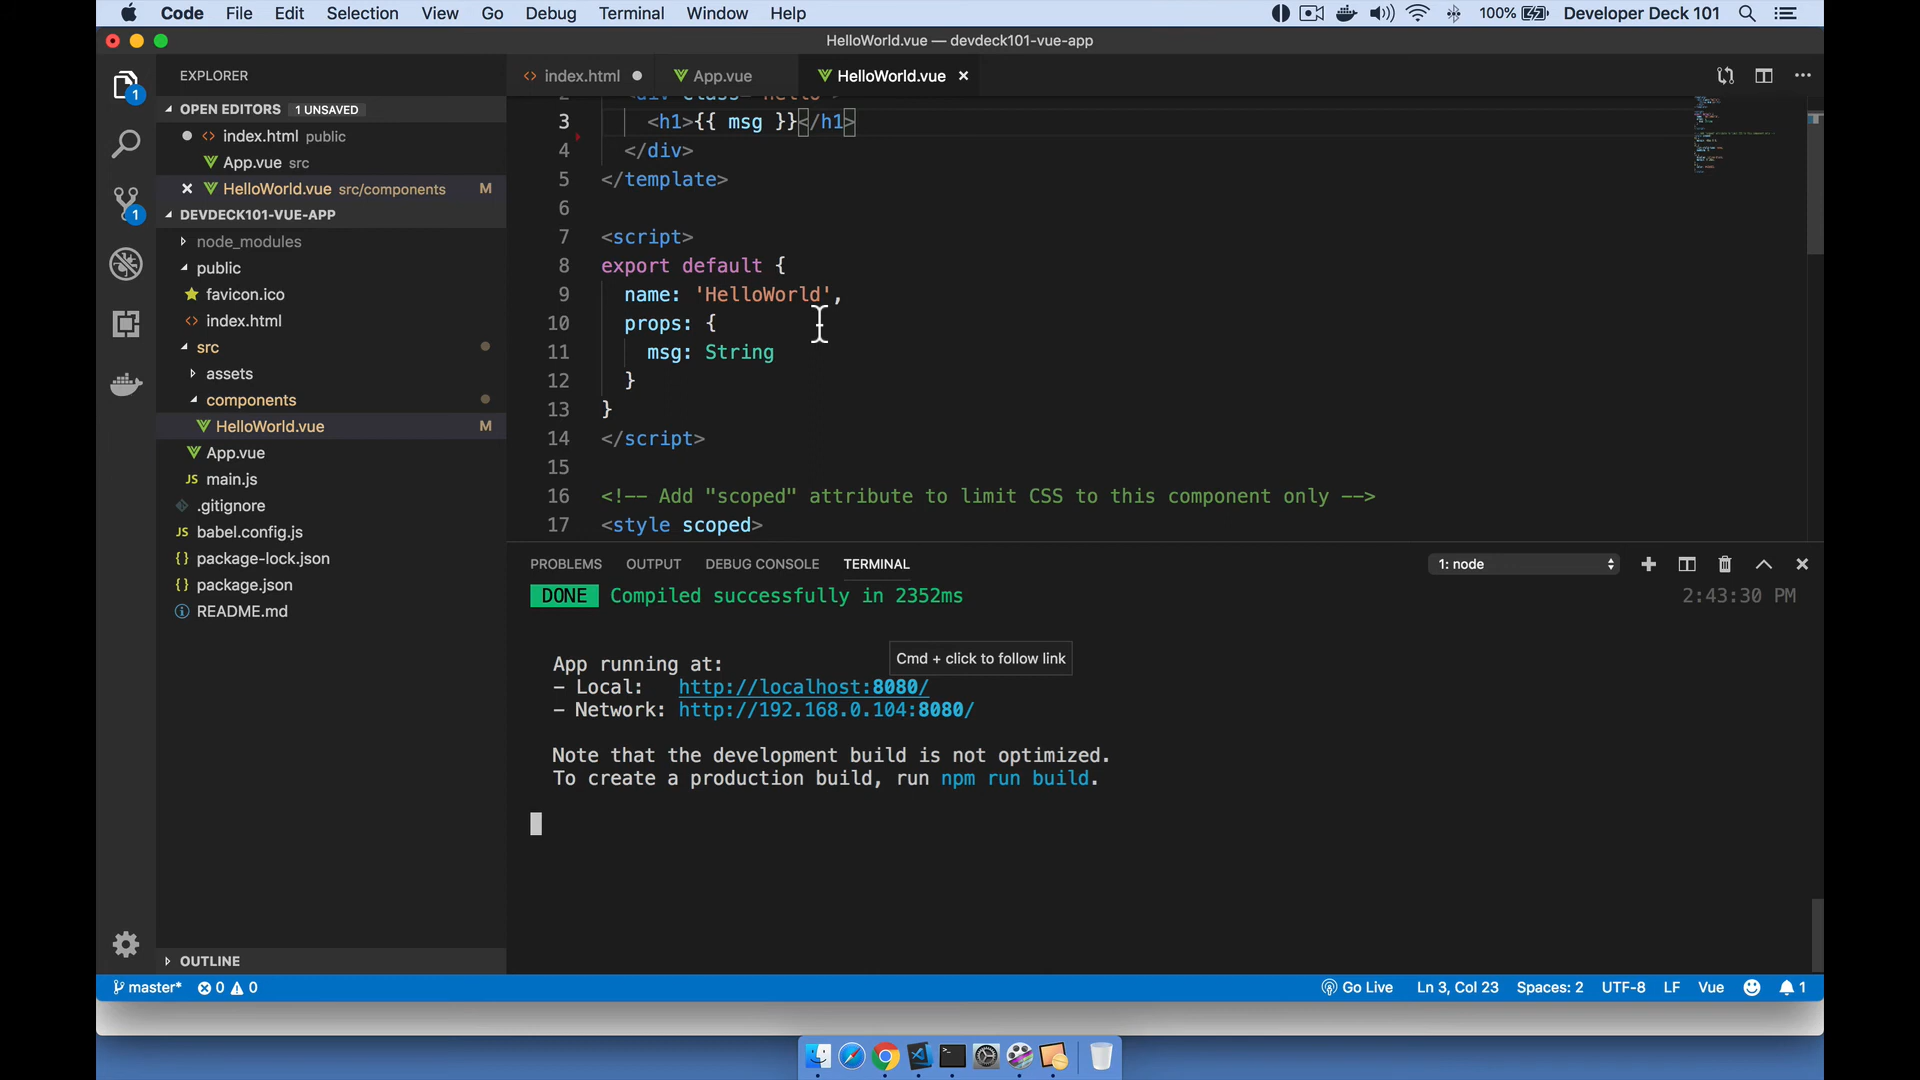 Code File Edit Selection View Go Debug Terminal Window Help 100% Developer Deck 101
HelloWorld.vue — devdeck101-vue-app
EXPLORER
OPEN EDITORS 1 UNSAVED
index.html public
App.vue src
HelloWorld.vue src/components M
DEVDECK101-VUE-APP
node_modules
public
favicon.ico
index.html
src
assets
components
HelloWorld.vue M
App.vue
main.js
.gitignore
babel.config.js
package-lock.json
package.json
README.md
OUTLINE
index.html App.vue HelloWorld.vue
2 <div class="hello">
3 <h1>{{ msg }}</h1>
4 </div>
5 </template>
6
7 <script>
8 export default {
9 name: 'HelloWorld',
10 props: {
11 msg: String
12 }
13 }
14 </script>
15
16 <!-- Add "scoped" attribute to limit CSS to this component only -->
17 <style scoped>
PROBLEMS OUTPUT DEBUG CONSOLE TERMINAL 1: node
DONE Compiled successfully in 2352ms 2:43:30 PM
Cmd + click to follow link
App running at:
- Local: http://localhost:8080/
- Network: http://192.168.0.104:8080/
Note that the development build is not optimized.
To create a production build, run npm run build.
master* 0 0 Go Live Ln 3, Col 23 Spaces: 2 UTF-8 LF Vue 1